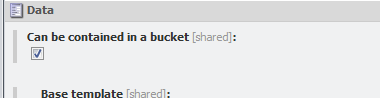 Data
Can be contained in a bucket [shared]:
Base template [shared]: